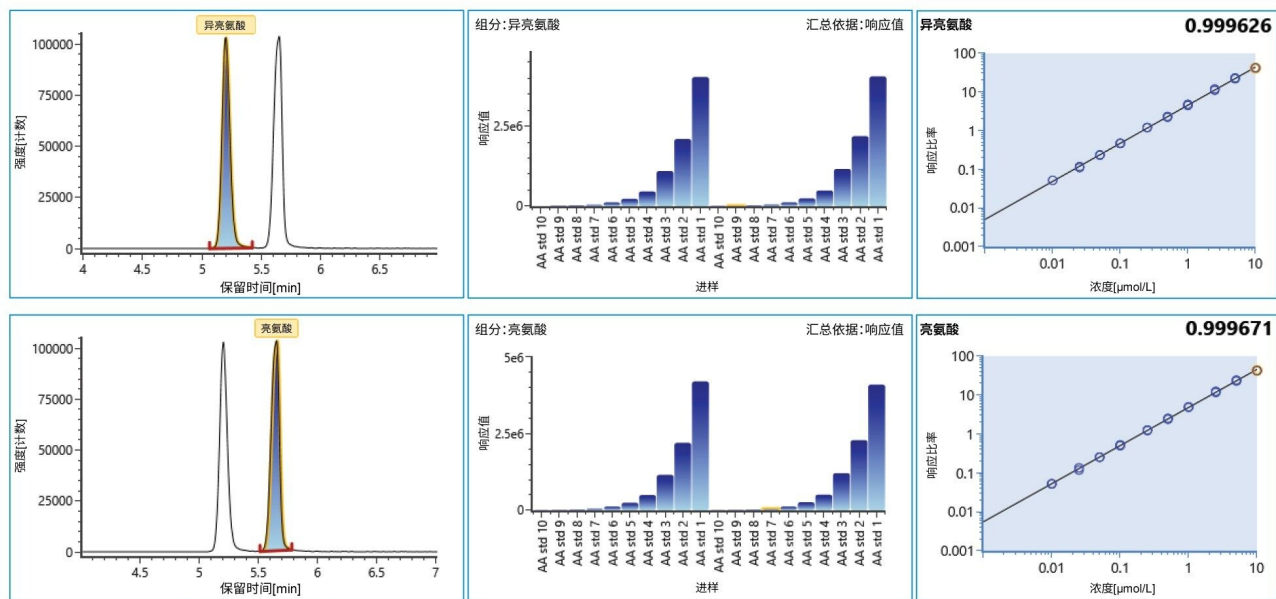 异亮氨酸
强度[计数]
100000
75000
50000
25000
0
4
4.5
5
5.5
6
6.5
保留时间[min]
组分:异亮氨酸
汇总依据:响应值
响应值
2.5e6
0
AA std 10
AA std 9
AA std 8
AA std 7
AA std 6
AA std 5
AA std 4
AA std 3
AA std 2
AA std 1
AA std 10
AA std 9
AA std 8
AA std 7
AA std 6
AA std 5
AA std 4
AA std 3
AA std 2
AA std 1
进样
异亮氨酸
0.999626
响应比率
100
10
1
0.1
0.01
0.001
0.01
0.1
1
10
浓度[µmol/L]
亮氨酸
强度[计数]
100000
75000
50000
25000
0
4.5
5
5.5
6
6.5
7
保留时间[min]
组分:亮氨酸
汇总依据:响应值
响应值
5e6
2.5e6
0
AA std 10
AA std 9
AA std 8
AA std 7
AA std 6
AA std 5
AA std 4
AA std 3
AA std 2
AA std 1
AA std 10
AA std 9
AA std 8
AA std 7
AA std 6
AA std 5
AA std 4
AA std 3
AA std 2
AA std 1
进样
亮氨酸
0.999671
响应比率
100
10
1
0.1
0.01
0.001
0.01
0.1
1
10
浓度[µmol/L]